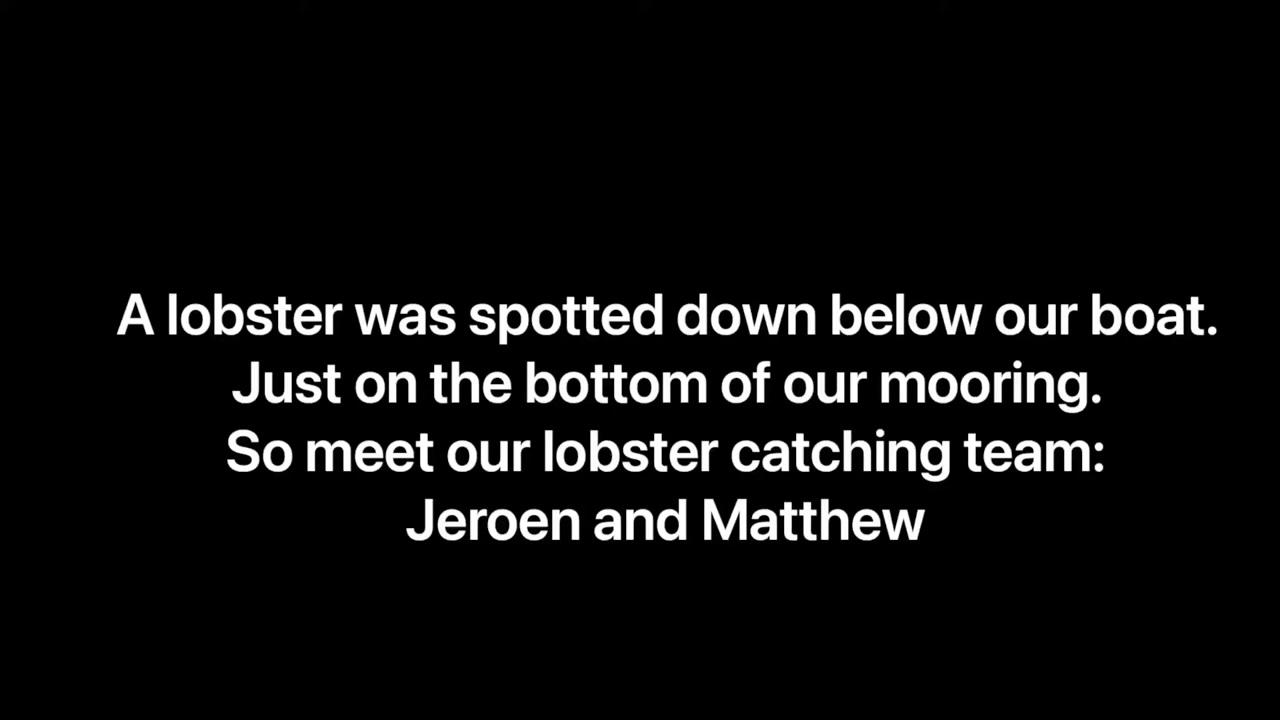 A lobster was spotted down below our boat.
Just on the bottom of our mooring.
So meet our lobster catching team:
Jeroen and Matthew